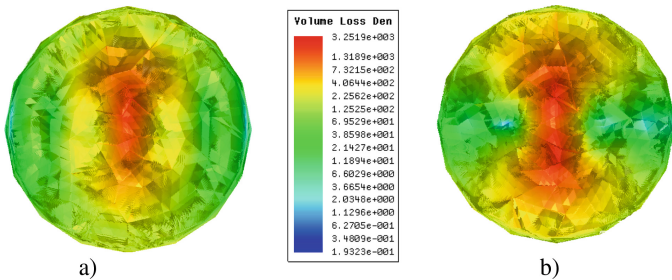 Volume Loss Den
3.2519e+003
1.3189e+003
7.3215e+002
4.0644e+002
2.2562e+002
1.2525e+002
6.9529e+001
3.8598e+001
2.1427e+001
1.1894e+001
6.6029e+000
3.6654e+000
2.0348e+000
1.1296e+000
6.2705e-001
3.4809e-001
1.9323e-001
a)
b)